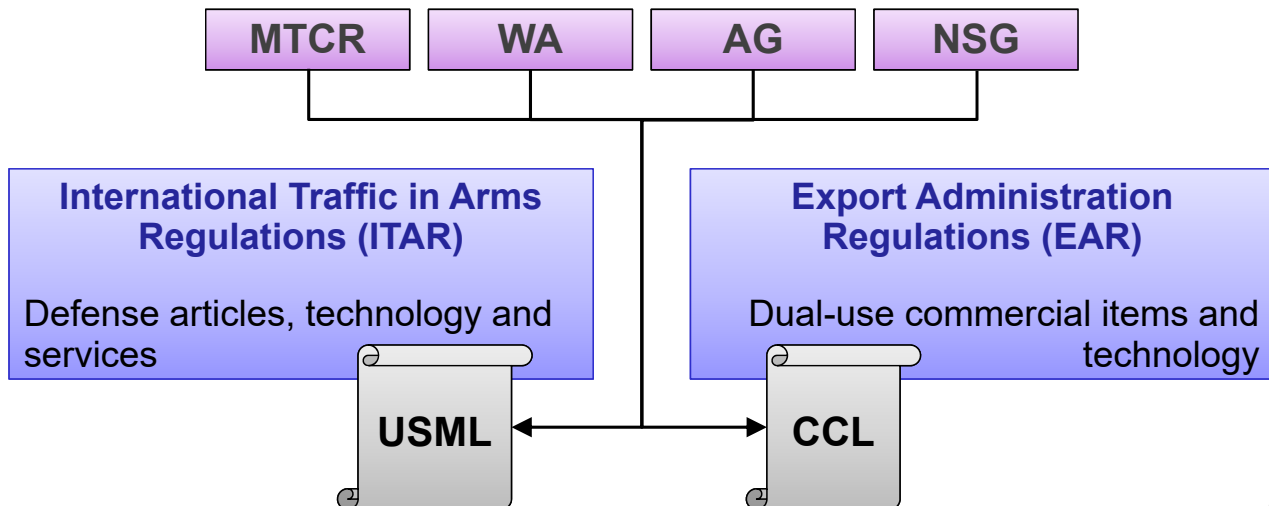 MTCR
WA
AG
NSG
International Traffic in Arms
Regulations (ITAR)
Defense articles, technology and
services
Export Administration
Regulations (EAR)
Dual-use commercial items and
technology
USML
CCL